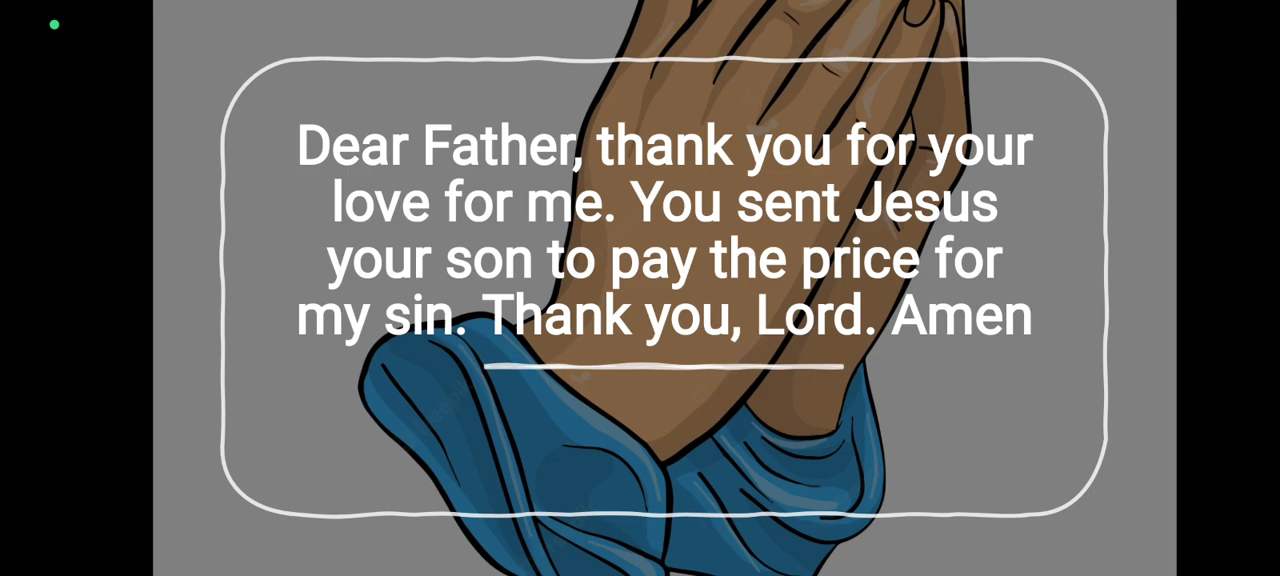 Dear Father, thank you for your
love for me. You sent Jesus
your son to pay the price for
my sin. Thank you, Lord. Amen